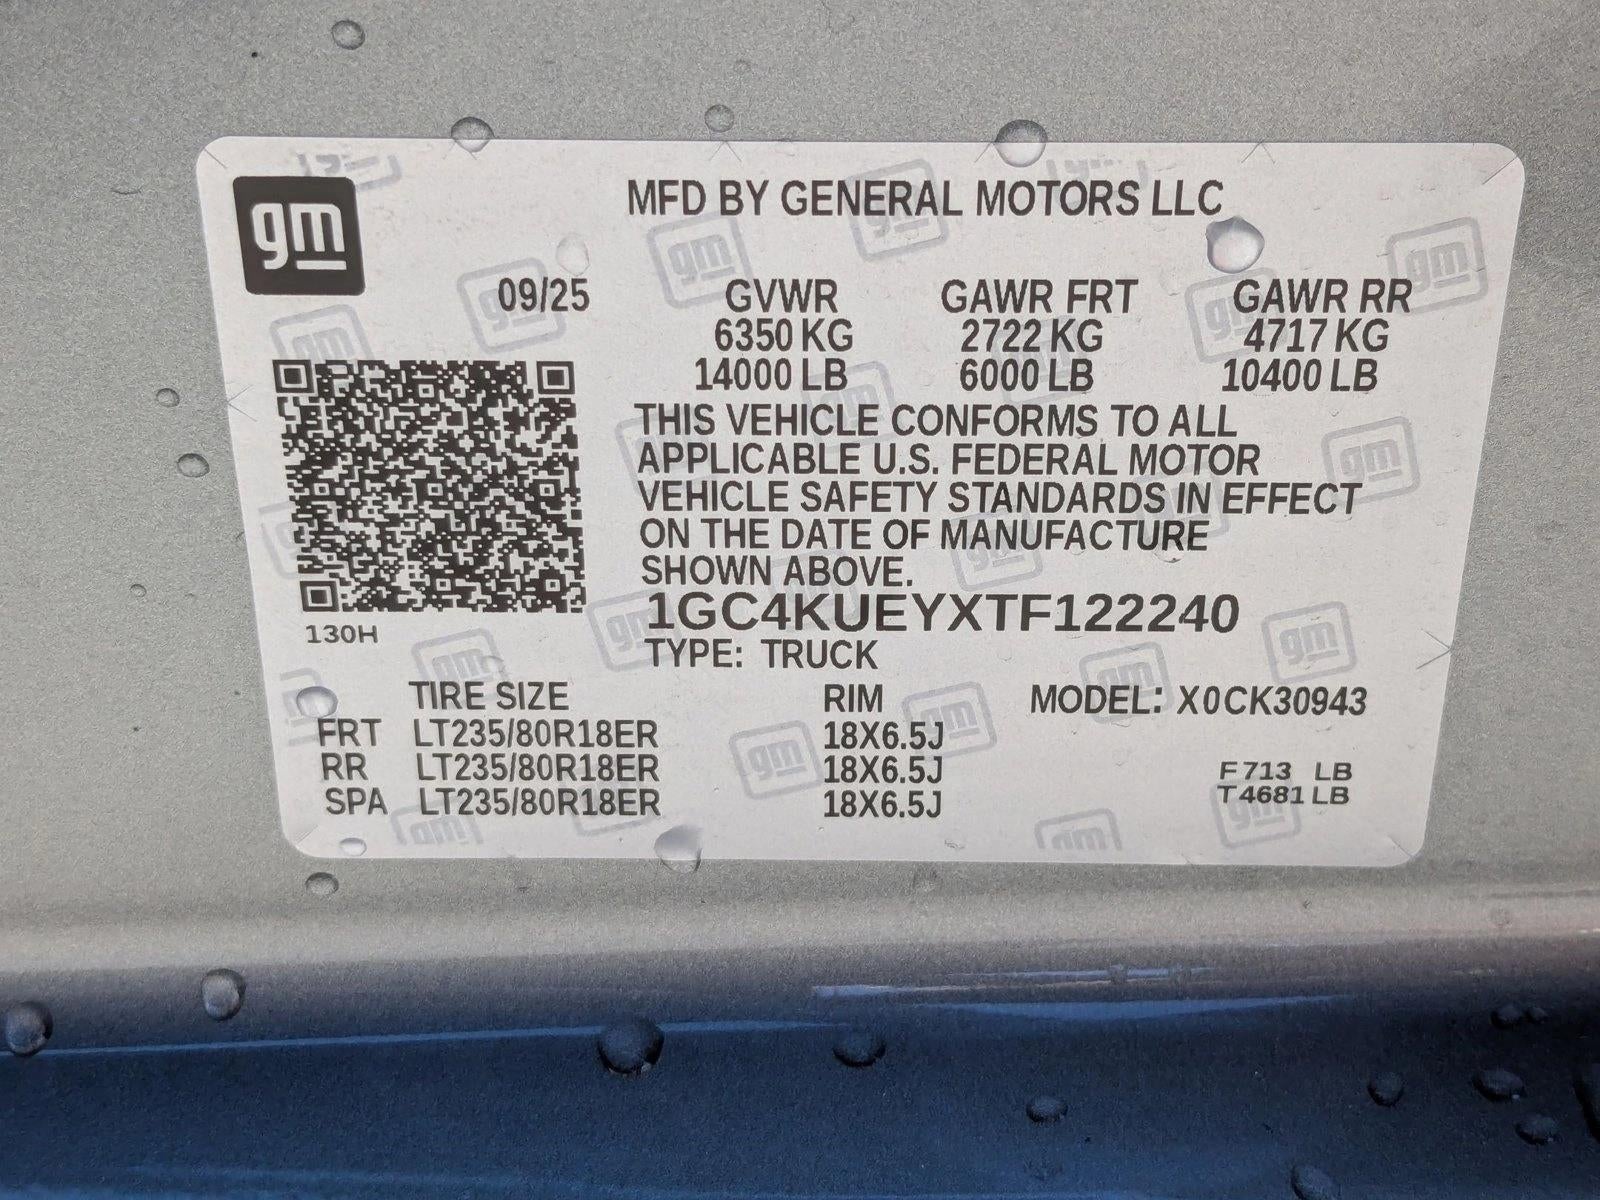 gm
MFD BY GENERAL MOTORS LLC
09/25 GVWR GAWR FRT GAWR RR
6350 KG 2722 KG 4717 KG
14000 LB 6000 LB 10400 LB
THIS VEHICLE CONFORMS TO ALL
APPLICABLE U.S. FEDERAL MOTOR
VEHICLE SAFETY STANDARDS IN EFFECT
ON THE DATE OF MANUFACTURE
SHOWN ABOVE.
1GC4KUEYXTF122240
130H
TYPE: TRUCK
TIRE SIZE RIM MODEL: X0CK30943
FRT LT235/80R18ER 18X6.5J
RR LT235/80R18ER 18X6.5J F 713 LB
SPA LT235/80R18ER 18X6.5J T 4681 LB